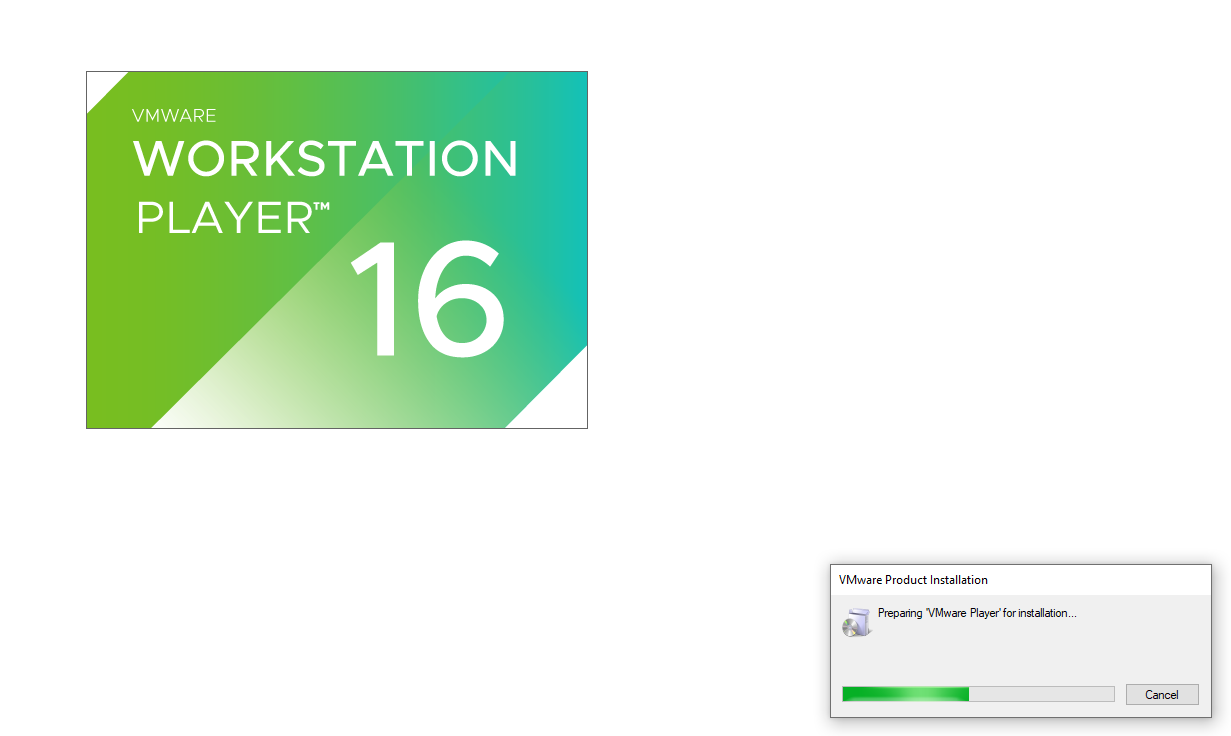 VMWARE
WORKSTATION
PLAYER™
16
VMware Product Installation
Preparing 'VMware Player' for installation...
Cancel